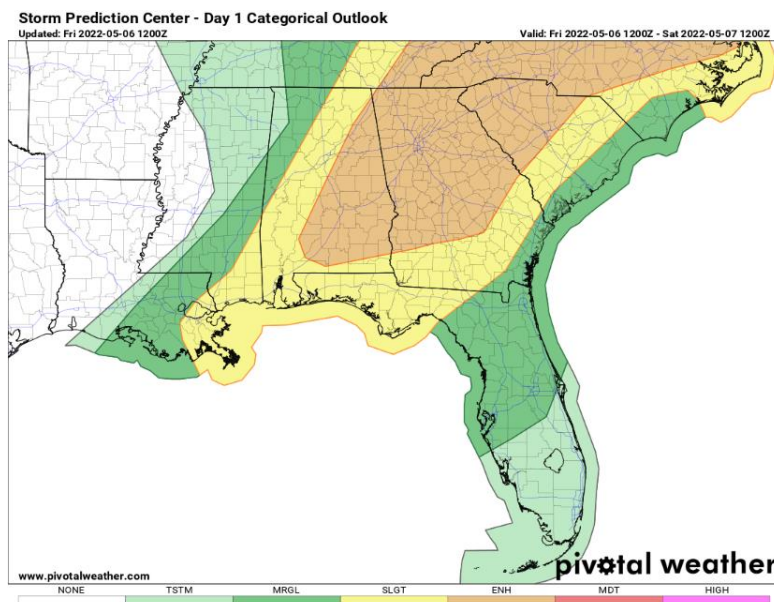 Storm Prediction Center - Day 1 Categorical Outlook
Updated: Fri 2022-05-06 1200Z Valid: Fri 2022-05-06 1200Z - Sat 2022-05-07 1200Z
www.pivotalweather.com pivotal weather
NONE TSTM MRGL SLGT ENH MDT HIGH